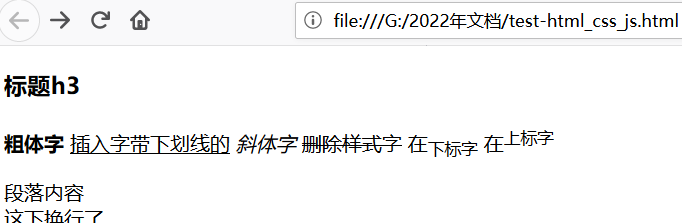 file:///G:/2022年文档/test-html_css_js.html
标题h3
粗体字 插入字带下划线的 斜体字 删除样式字 在下标字 在上标字
段落内容
这下换行了